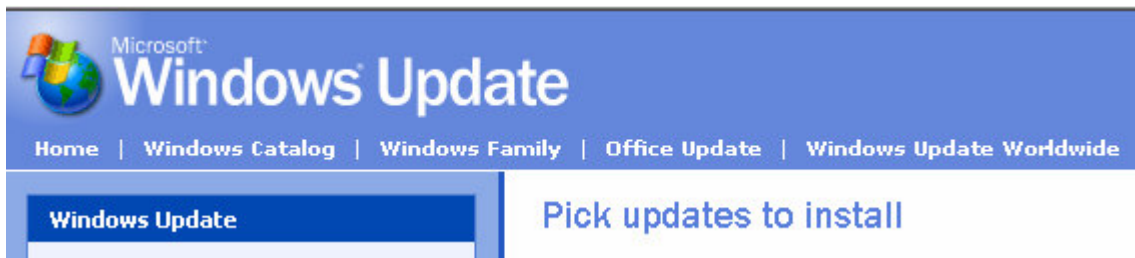 Microsoft
Windows Update
Home | Windows Catalog | Windows Family | Office Update | Windows Update Worldwide
Windows Update
Pick updates to install